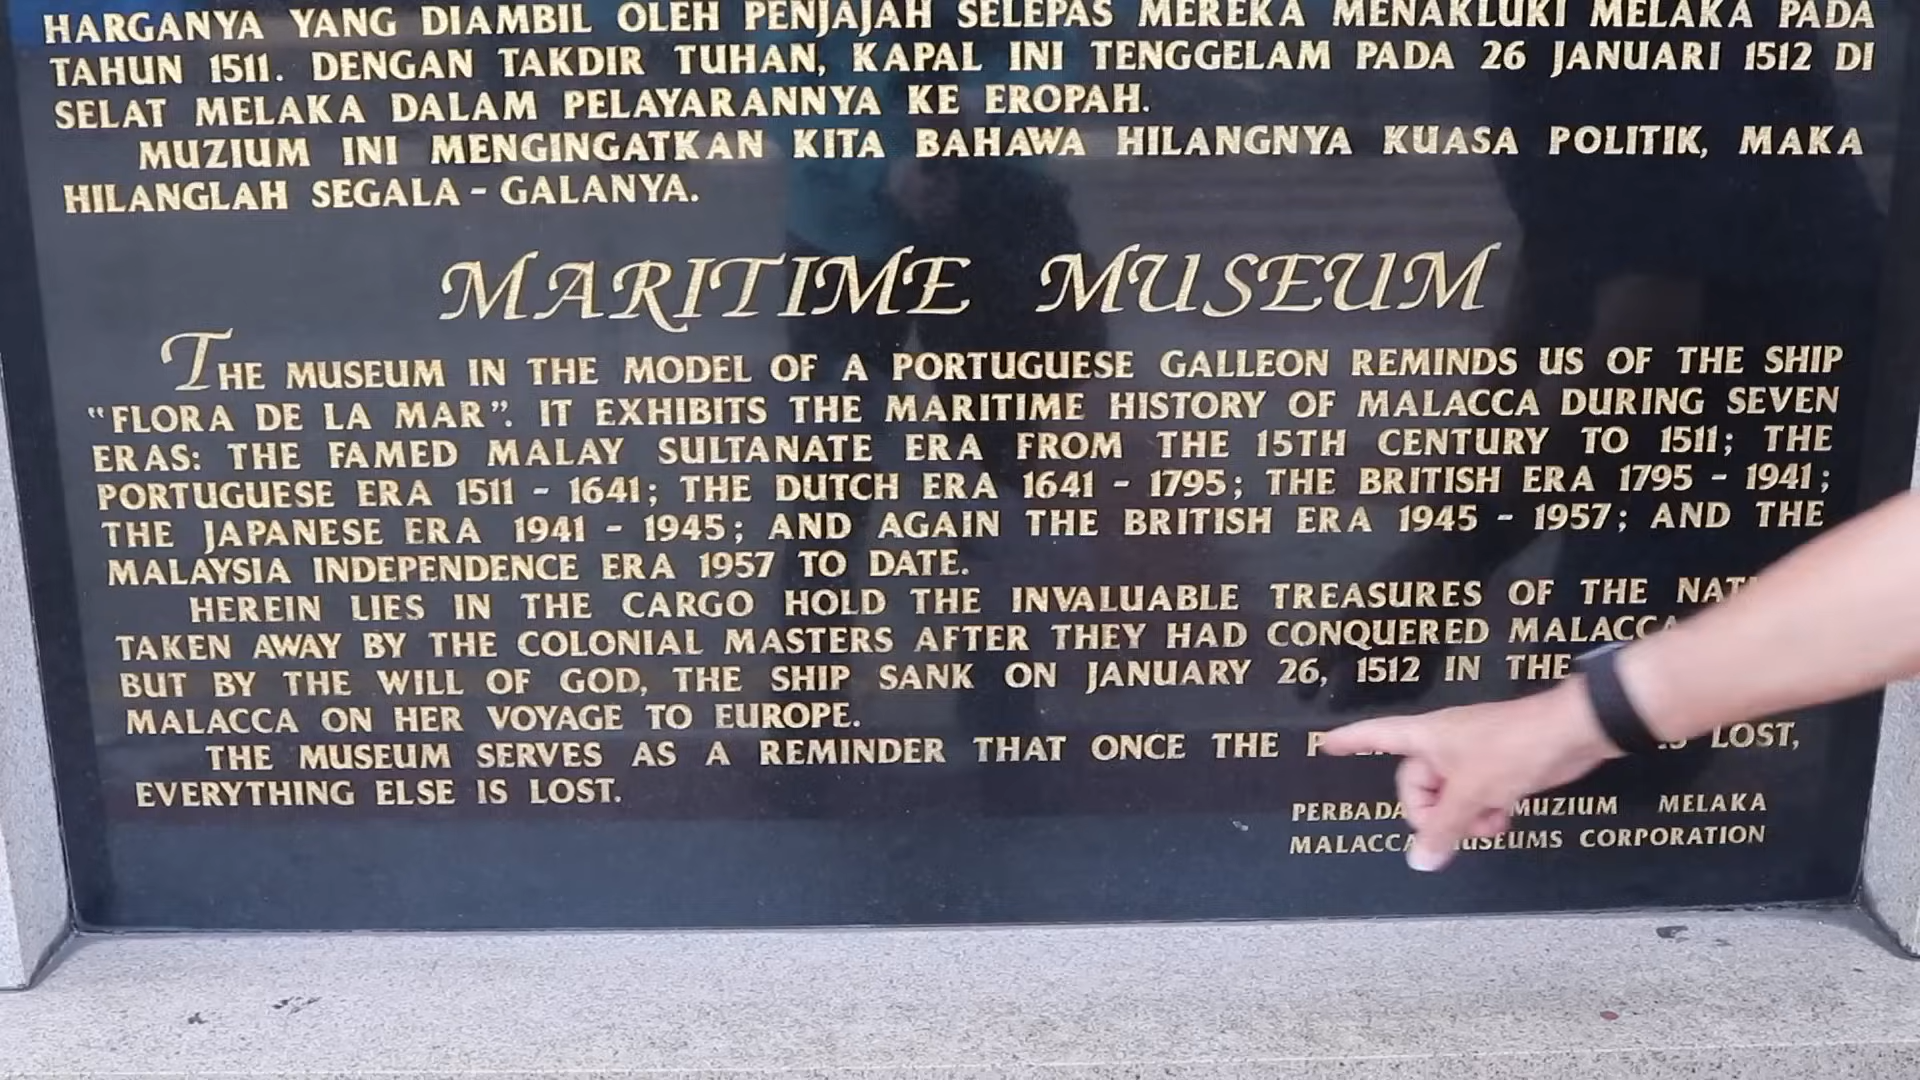 HARGANYA YANG DIAMBIL OLEH PENJAJAH SELEPAS MEREKA MENAKLUKI MELAKA PADA
TAHUN 1511. DENGAN TAKDIR TUHAN, KAPAL INI TENGGELAM PADA 26 JANUARI 1512 DI
SELAT MELAKA DALAM PELAYARANNYA KE EROPAH.
MUZIUM INI MENGINGATKAN KITA BAHAWA HILANGNYA KUASA POLITIK, MAKA
HILANGLAH SEGALA - GALANYA.
MARITIME MUSEUM
THE MUSEUM IN THE MODEL OF A PORTUGUESE GALLEON REMINDS US OF THE SHIP
"FLORA DE LA MAR". IT EXHIBITS THE MARITIME HISTORY OF MALACCA DURING SEVEN
ERAS: THE FAMED MALAY SULTANATE ERA FROM THE 15TH CENTURY TO 1511; THE
PORTUGUESE ERA 1511 - 1641; THE DUTCH ERA 1641 - 1795; THE BRITISH ERA 1795 - 1941;
THE JAPANESE ERA 1941 - 1945; AND AGAIN THE BRITISH ERA 1945 - 1957; AND THE
MALAYSIA INDEPENDENCE ERA 1957 TO DATE.
HEREIN LIES IN THE CARGO HOLD THE INVALUABLE TREASURES OF THE
TAKEN AWAY BY THE COLONIAL MASTERS AFTER THEY HAD CONQUERED MALACCA
BUT BY THE WILL OF GOD, THE SHIP SANK ON JANUARY 26, 1512 IN THE
MALACCA ON HER VOYAGE TO EUROPE.
THE MUSEUM SERVES AS A REMINDER THAT ONCE THE IS LOST,
EVERYTHING ELSE IS LOST.
MUZIUM MELAKA
MALACCA MUSEUMS CORPORATION